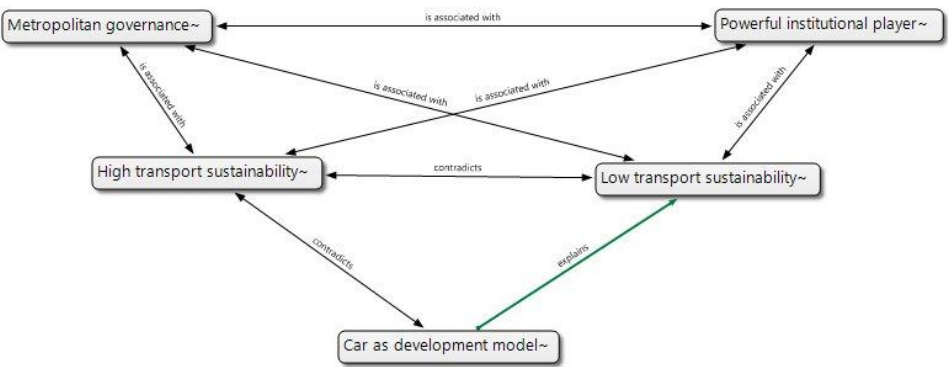 is associated with
Metropolitan governance~
Powerful institutional player~
is associated with
is associated with
is associated with
is associated with
High transport sustainability~
contradicts
Low transport sustainability~
contradicts
explains
Car as development model~